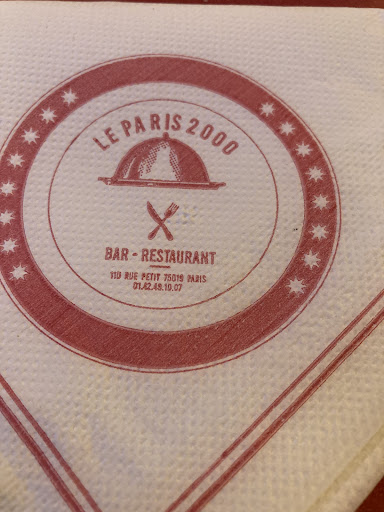 LE PARIS 2000
BAR - RESTAURANT
110 RUE PETIT 75019 PARIS
01.42.49.10.07